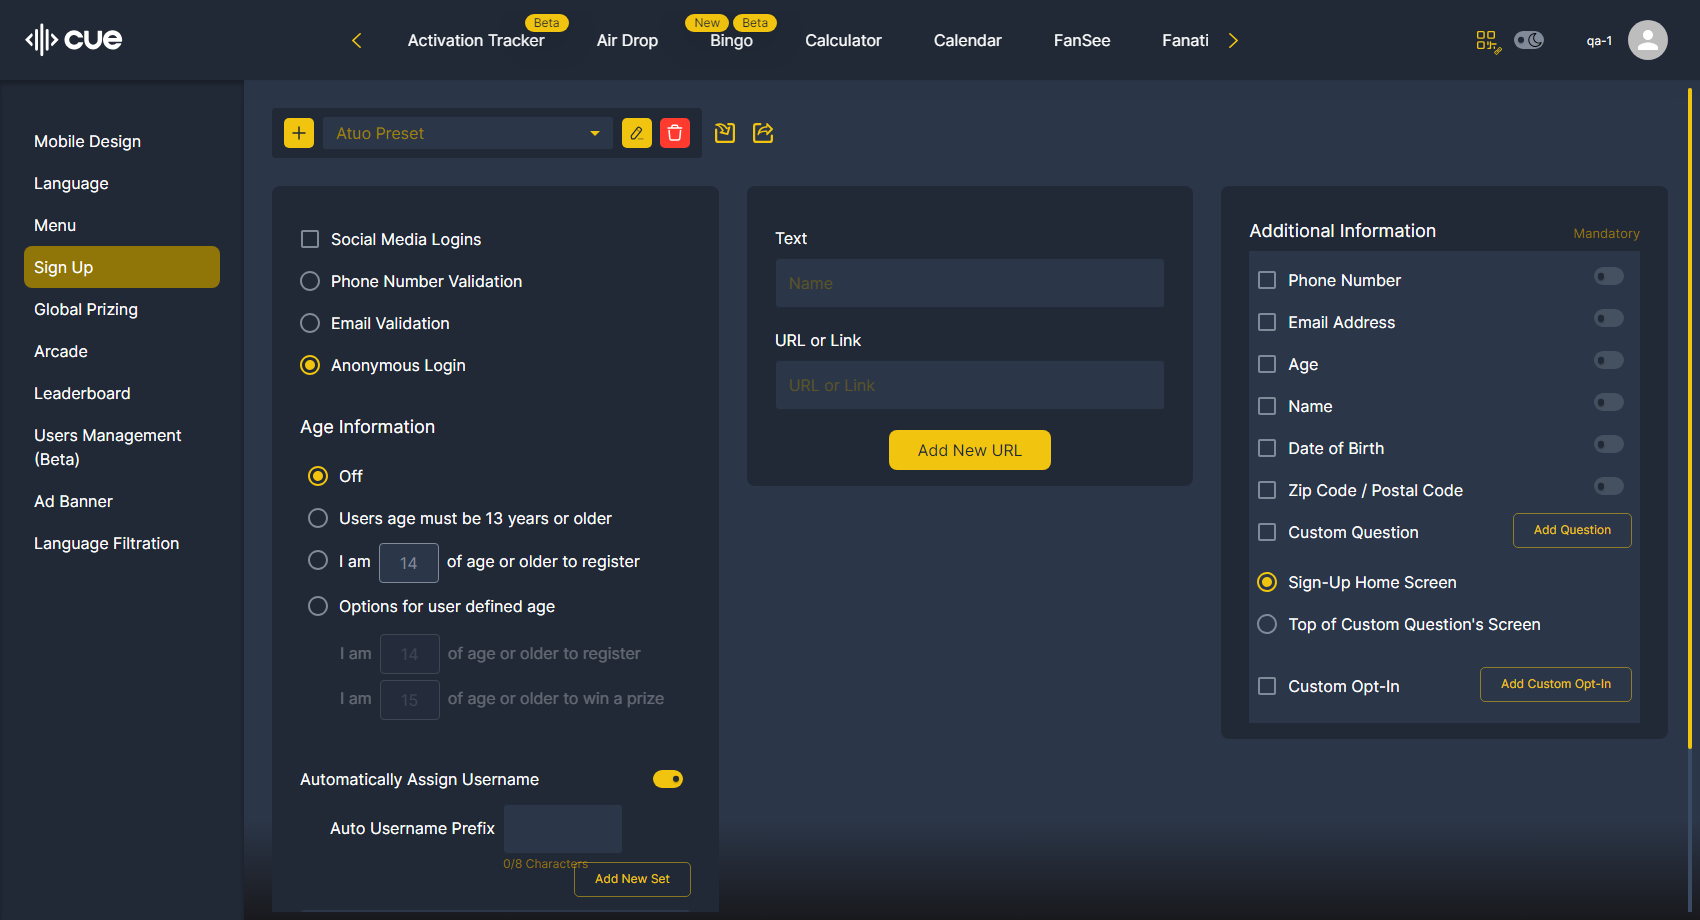 cue
Beta New Beta
Activation Tracker Air Drop Bingo Calculator Calendar FanSee Fanati
qa-1
Mobile Design
Language
Menu
Sign Up
Global Prizing
Arcade
Leaderboard
Users Management
(Beta)
Ad Banner
Language Filtration
Atuo Preset
Social Media Logins
Phone Number Validation
Email Validation
Anonymous Login
Age Information
Off
Users age must be 13 years or older
I am 14 of age or older to register
Options for user defined age
I am 14 of age or older to register
I am 15 of age or older to win a prize
Automatically Assign Username
Auto Username Prefix
0/8 Characters
Add New Set
Text
Name
URL or Link
URL or Link
Add New URL
Additional Information Mandatory
Phone Number
Email Address
Age
Name
Date of Birth
Zip Code / Postal Code
Custom Question Add Question
Sign-Up Home Screen
Top of Custom Question's Screen
Custom Opt-In Add Custom Opt-In